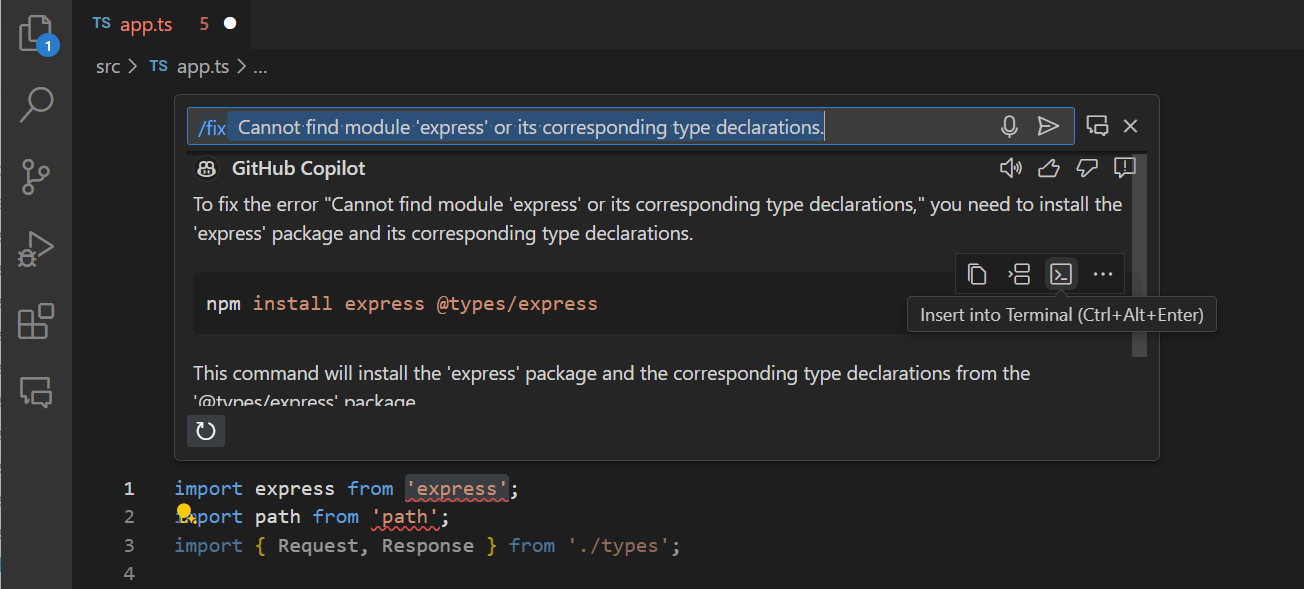 TS app.ts 5
1
src > TS app.ts > ...
/fix Cannot find module 'express' or its corresponding type declarations.
GitHub Copilot
To fix the error "Cannot find module 'express' or its corresponding type declarations," you need to install the
'express' package and its corresponding type declarations.
npm install express @types/express
Insert into Terminal (Ctrl+Alt+Enter)
This command will install the 'express' package and the corresponding type declarations from the
'@types/express' package
1 import express from 'express';
2 import path from 'path';
3 import { Request, Response } from './types';
4